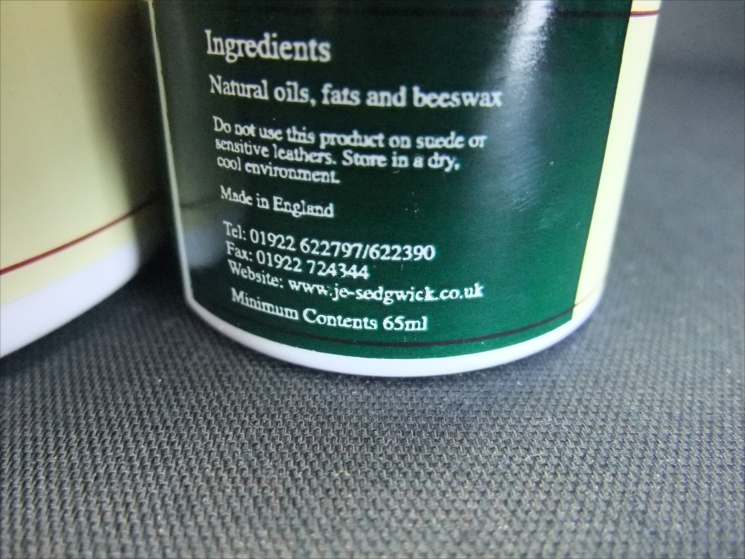 Ingredients
Natural oils, fats and beeswax
Do not use this product on suede or
sensitive leathers. Store in a dry,
cool environment.
Made in England
Tel: 01922 622797/622390
Fax: 01922 724344
Website: www.je-sedgwick.co.uk
Minimum Contents 65ml